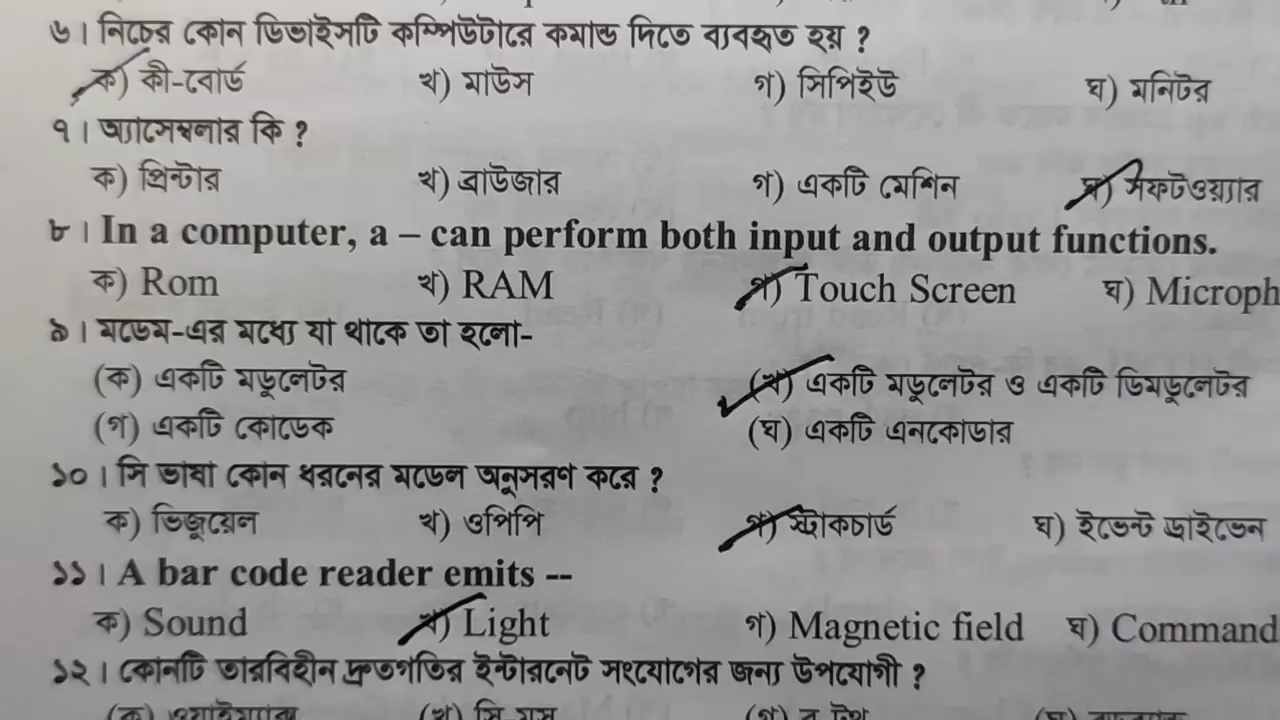 ৬। নিচের কোন ডিভাইসটি কম্পিউটারে কমান্ড দিতে ব্যবহৃত হয় ?
ক) কী-বোর্ড খ) মাউস গ) সিপিইউ ঘ) মনিটর
৭। অ্যাসেম্বলার কি ?
ক) প্রিন্টার খ) ব্রাউজার গ) একটি মেশিন ঘ) সফটওয়্যার
৮। In a computer, a – can perform both input and output functions.
ক) Rom খ) RAM গ) Touch Screen ঘ) Microph
৯। মডেম-এর মধ্যে যা থাকে তা হলো-
(ক) একটি মডুলেটর (খ) একটি মডুলেটর ও একটি ডিমডুলেটর
(গ) একটি কোডেক (ঘ) একটি এনকোডার
১০। সি ভাষা কোন ধরনের মডেল অনুসরণ করে ?
ক) ভিজুয়েল খ) ওপিপি গ) স্ট্রাকচার্ড ঘ) ইভেন্ট ড্রাইভেন
১১। A bar code reader emits --
ক) Sound খ) Light গ) Magnetic field ঘ) Command
১২। কোনটি তারবিহীন দ্রুতগতির ইন্টারনেট সংযোগের জন্য উপযোগী ?